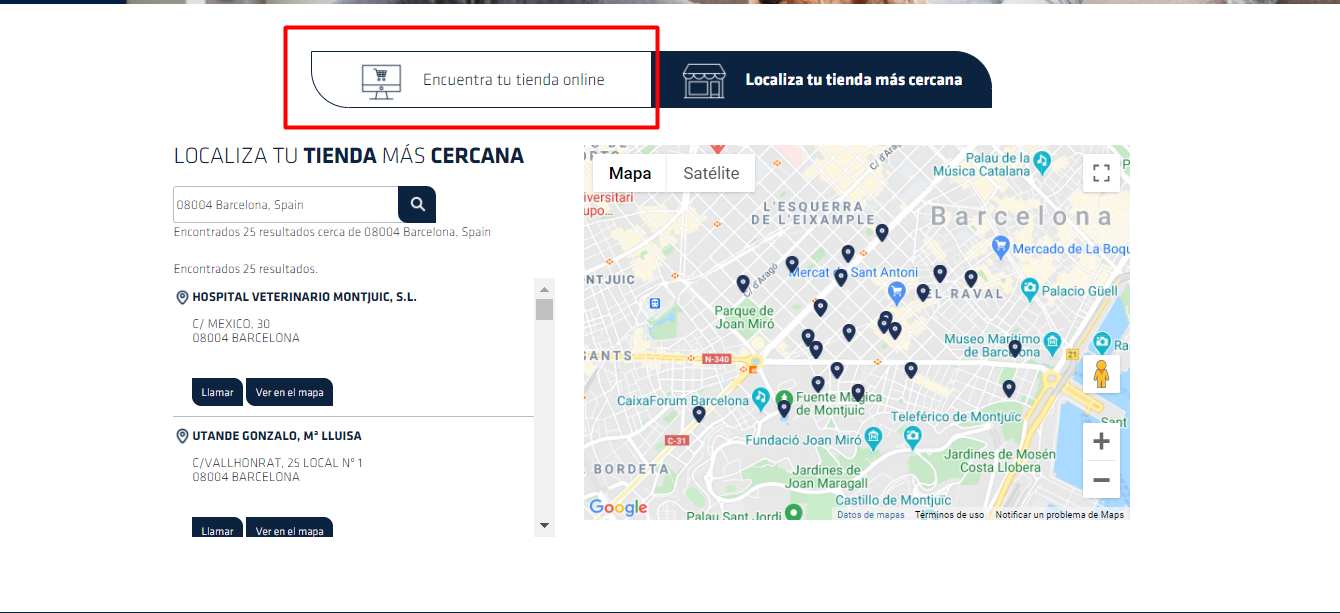 Encuentra tu tienda online
Localiza tu tienda más cercana
LOCALIZA TU TIENDA MÁS CERCANA
08004 Barcelona, Spain
Encontrados 25 resultados cerca de 08004 Barcelona, Spain
Encontrados 25 resultados.
HOSPITAL VETERINARIO MONTJUIC, S.L.
C/ MEXICO, 30
08004 BARCELONA
Llamar
Ver en el mapa
UTANDE GONZALO, Mª LLUISA
C/VALLHONRAT, 25 LOCAL Nº 1
08004 BARCELONA
Llamar
Ver en el mapa
Mapa
Satélite
C/ d'Arag
Palau de la
Música Catalana
P
iversitari
upo...
L'ESQUERRA
DE L'EIXAMPLE
Barcelona
Mercado de La Boqu
NTJUIC
C/ d'Aragó
Mercat de Sant Antoni
EL RAVAL
Palacio Güell
Parque de
Joan Miró
Museo Marítimo
de Barcelona
21
Ra
SANTS
N-340
CaixaForum Barcelona
Fuente Mágica
de Montjuic
Teleférico de Montjuïc
Sant
C-31
Fundació Joan Miró
Jardines de Mosén
Costa Llobera
BORDETA
Jardines de
Joan Maragall
Castillo de Montjuïc
Google
Palau Sant Jordi
Datos de mapas
Términos de uso
Notificar un problema de Maps